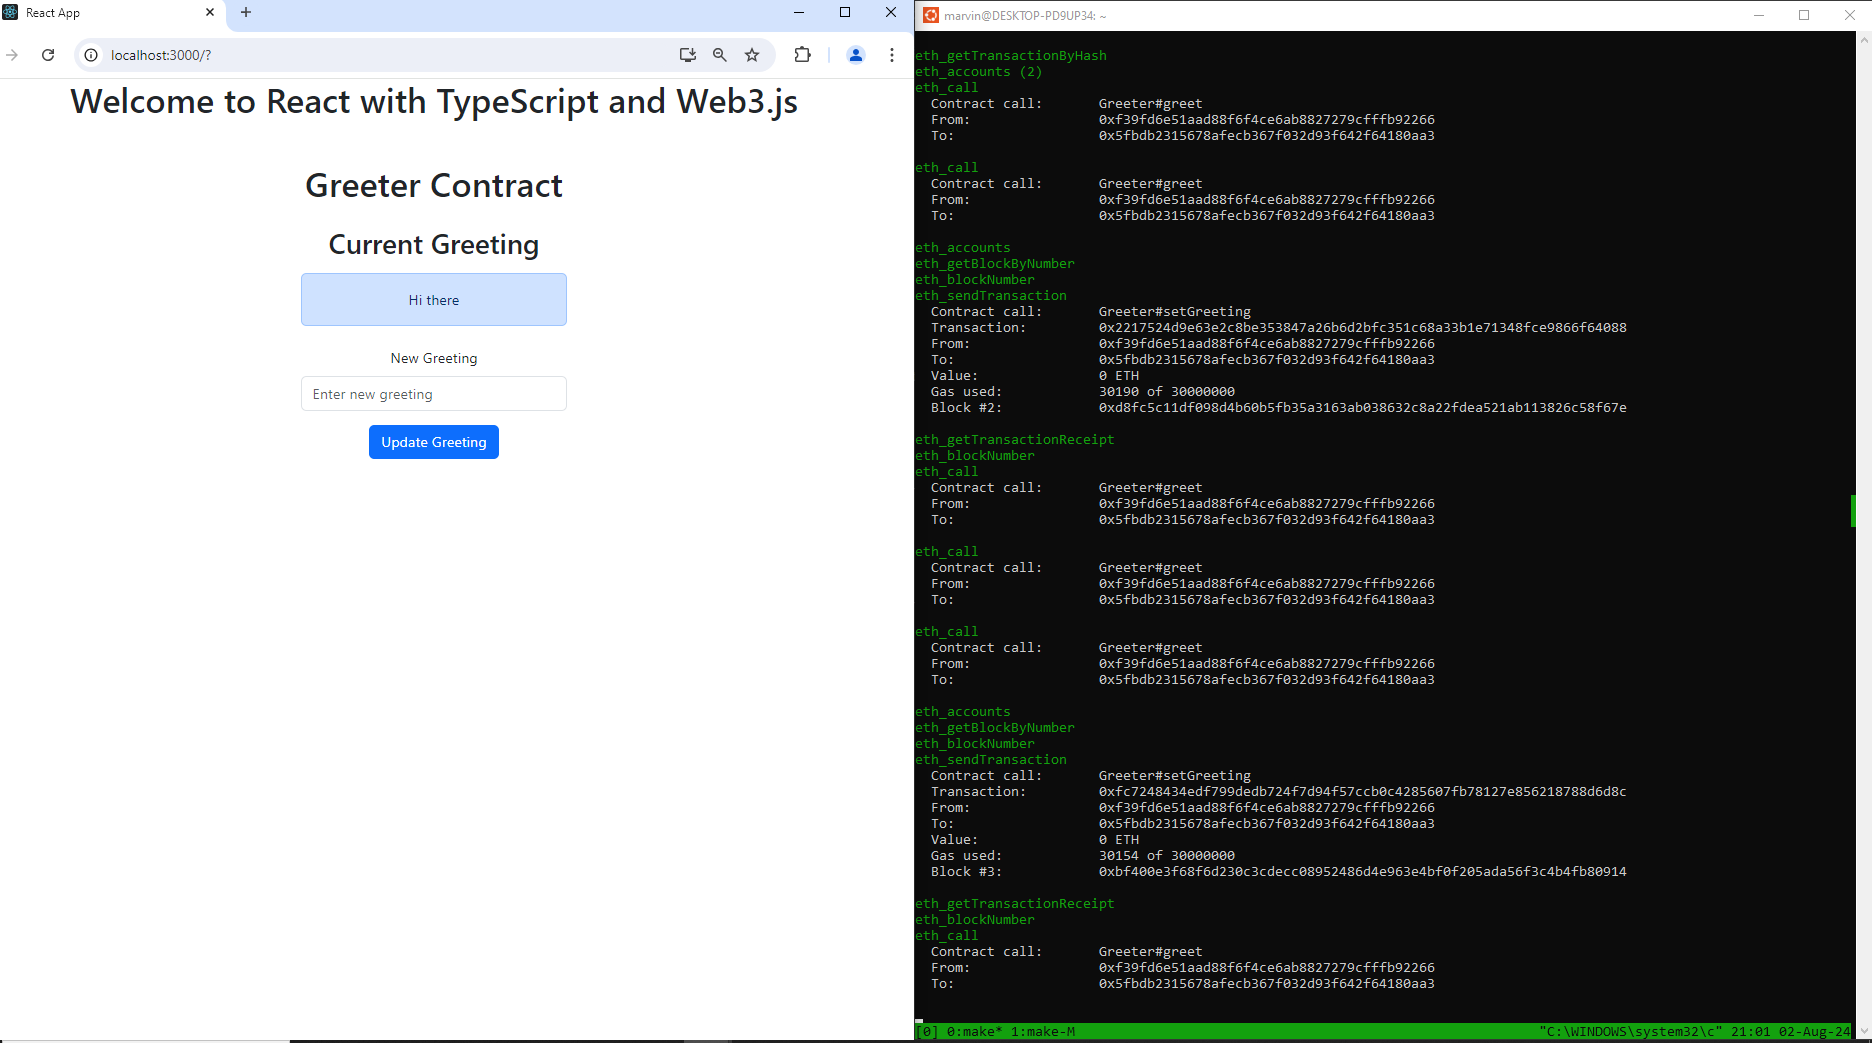 React App
localhost:3000/?
Welcome to React with TypeScript and Web3.js
Greeter Contract
Current Greeting
Hi there
New Greeting
Enter new greeting
Update Greeting
marvin@DESKTOP-PD9UP34: ~
eth_getTransactionByHash
eth_accounts (2)
eth_call
Contract call: Greeter#greet
From: 0xf39fd6e51aad88f6f4ce6ab8827279cfffb92266
To: 0x5fbdb2315678afecb367f032d93f642f64180aa3
eth_call
Contract call: Greeter#greet
From: 0xf39fd6e51aad88f6f4ce6ab8827279cfffb92266
To: 0x5fbdb2315678afecb367f032d93f642f64180aa3
eth_accounts
eth_getBlockByNumber
eth_blockNumber
eth_sendTransaction
Contract call: Greeter#setGreeting
Transaction: 0x2217524d9e63e2c8be353847a26b6d2bfc351c68a33b1e71348fce9866f64088
From: 0xf39fd6e51aad88f6f4ce6ab8827279cfffb92266
To: 0x5fbdb2315678afecb367f032d93f642f64180aa3
Value: 0 ETH
Gas used: 30190 of 30000000
Block #2: 0xd8fc5c11df098d4b60b5fb35a3163ab038632c8a22fdea521ab113826c58f67e
eth_getTransactionReceipt
eth_blockNumber
eth_call
Contract call: Greeter#greet
From: 0xf39fd6e51aad88f6f4ce6ab8827279cfffb92266
To: 0x5fbdb2315678afecb367f032d93f642f64180aa3
eth_call
Contract call: Greeter#greet
From: 0xf39fd6e51aad88f6f4ce6ab8827279cfffb92266
To: 0x5fbdb2315678afecb367f032d93f642f64180aa3
eth_call
Contract call: Greeter#greet
From: 0xf39fd6e51aad88f6f4ce6ab8827279cfffb92266
To: 0x5fbdb2315678afecb367f032d93f642f64180aa3
eth_accounts
eth_getBlockByNumber
eth_blockNumber
eth_sendTransaction
Contract call: Greeter#setGreeting
Transaction: 0xfc7248434edf799dedb724f7d94f57ccb0c4285607fb78127e856218788d6d8c
From: 0xf39fd6e51aad88f6f4ce6ab8827279cfffb92266
To: 0x5fbdb2315678afecb367f032d93f642f64180aa3
Value: 0 ETH
Gas used: 30154 of 30000000
Block #3: 0xbf400e3f68f6d230c3cdecc08952486d4e963e4bf0f205ada56f3c4b4fb80914
eth_getTransactionReceipt
eth_blockNumber
eth_call
Contract call: Greeter#greet
From: 0xf39fd6e51aad88f6f4ce6ab8827279cfffb92266
To: 0x5fbdb2315678afecb367f032d93f642f64180aa3
[0] 0:make* 1:make-M "C:\WINDOWS\system32\c" 21:01 02-Aug-24